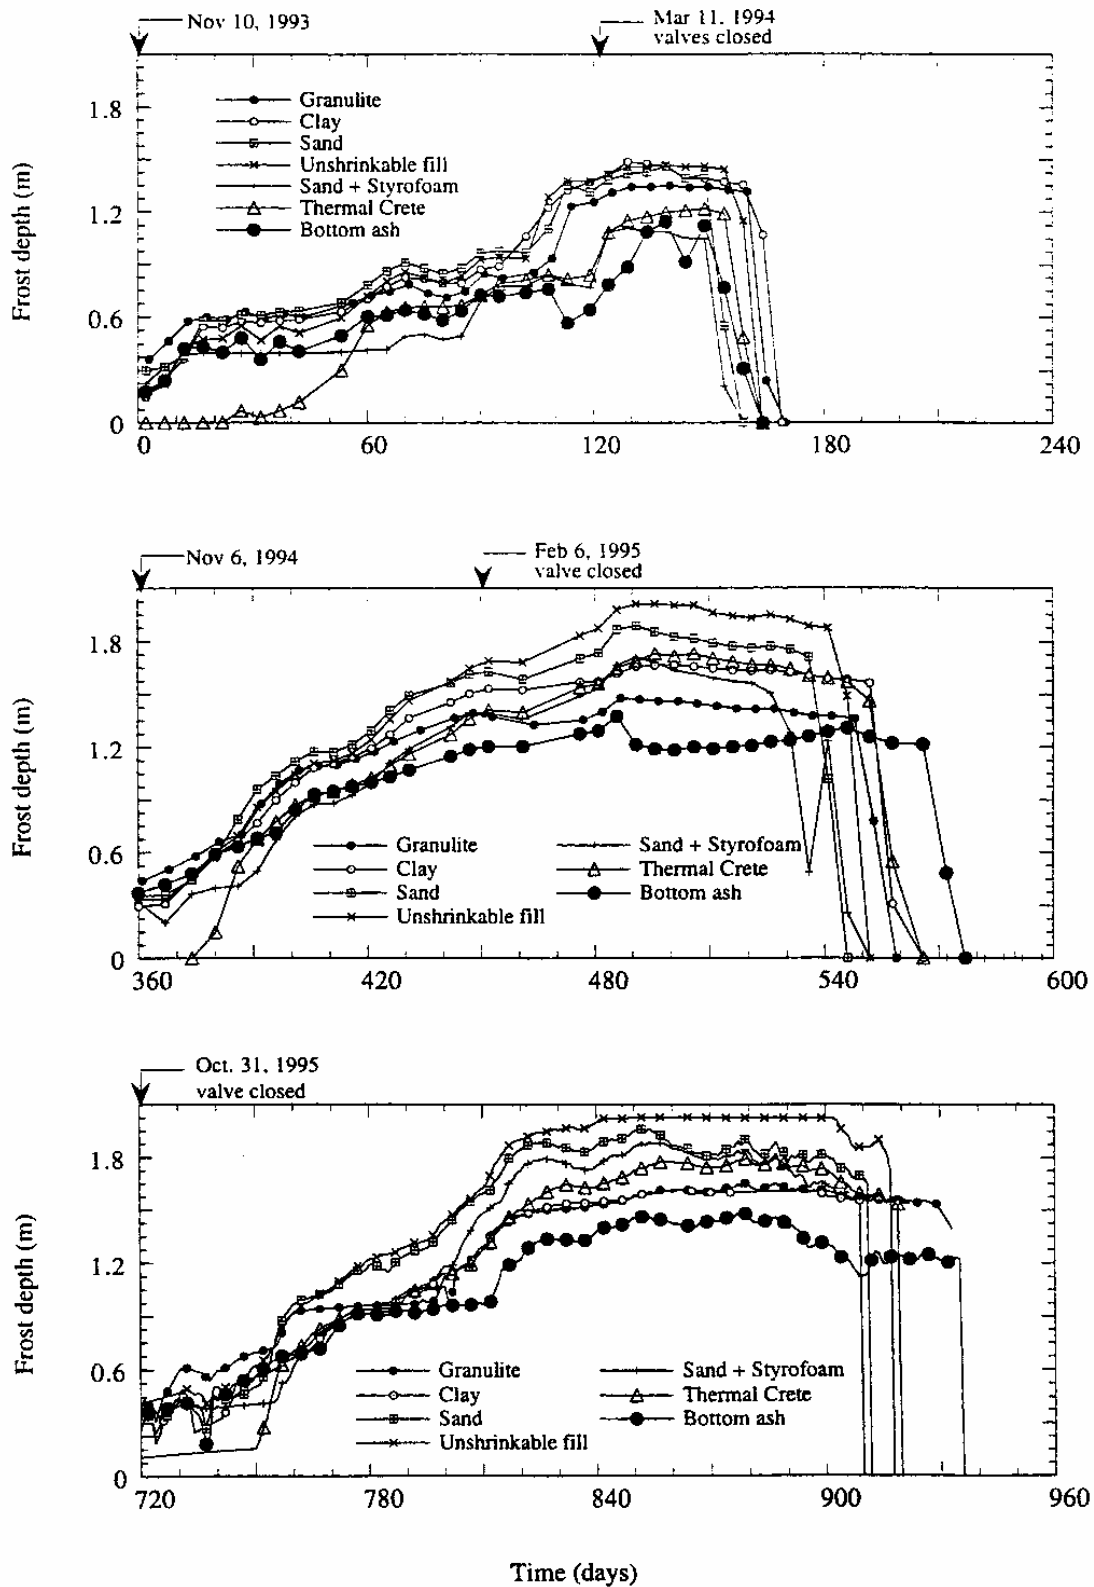 Nov 10, 1993
Mar 11, 1994
valves closed
Frost depth (m)
1.8
1.2
0.6
0
Granulite
Clay
Sand
Unshrinkable fill
Sand + Styrofoam
Thermal Crete
Bottom ash
0 60 120 180 240
Nov 6, 1994
Feb 6, 1995
valve closed
Frost depth (m)
1.8
1.2
0.6
0
Granulite Sand + Styrofoam
Clay Thermal Crete
Sand Bottom ash
Unshrinkable fill
360 420 480 540 600
Oct. 31, 1995
valve closed
Frost depth (m)
1.8
1.2
0.6
0
Granulite Sand + Styrofoam
Clay Thermal Crete
Sand Bottom ash
Unshrinkable fill
720 780 840 900 960
Time (days)